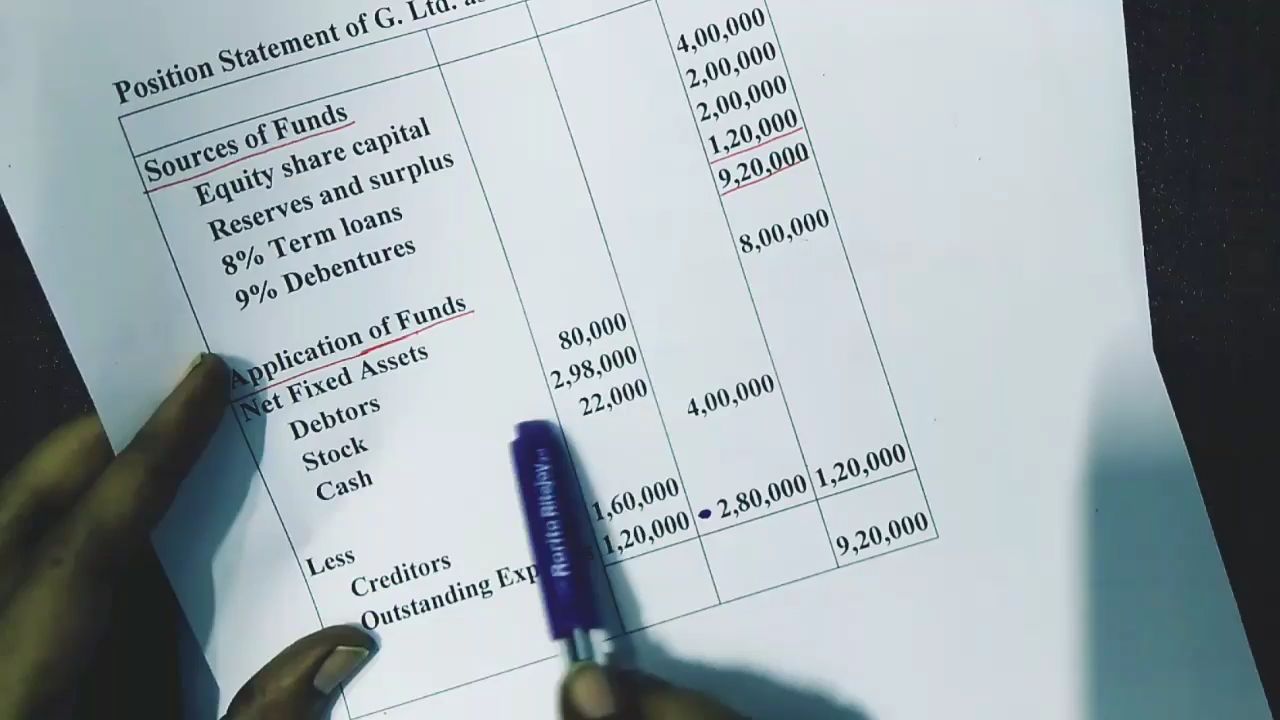 Position Statement of G. Ltd.
Sources of Funds
Equity share capital 4,00,000
Reserves and surplus 2,00,000
8% Term loans 2,00,000
9% Debentures 1,20,000
9,20,000
Application of Funds
Net Fixed Assets 8,00,000
Debtors 80,000
Stock 2,98,000
Cash 22,000 4,00,000
Less
Creditors 1,60,000
Outstanding Exp 1,20,000 2,80,000 1,20,000
9,20,000